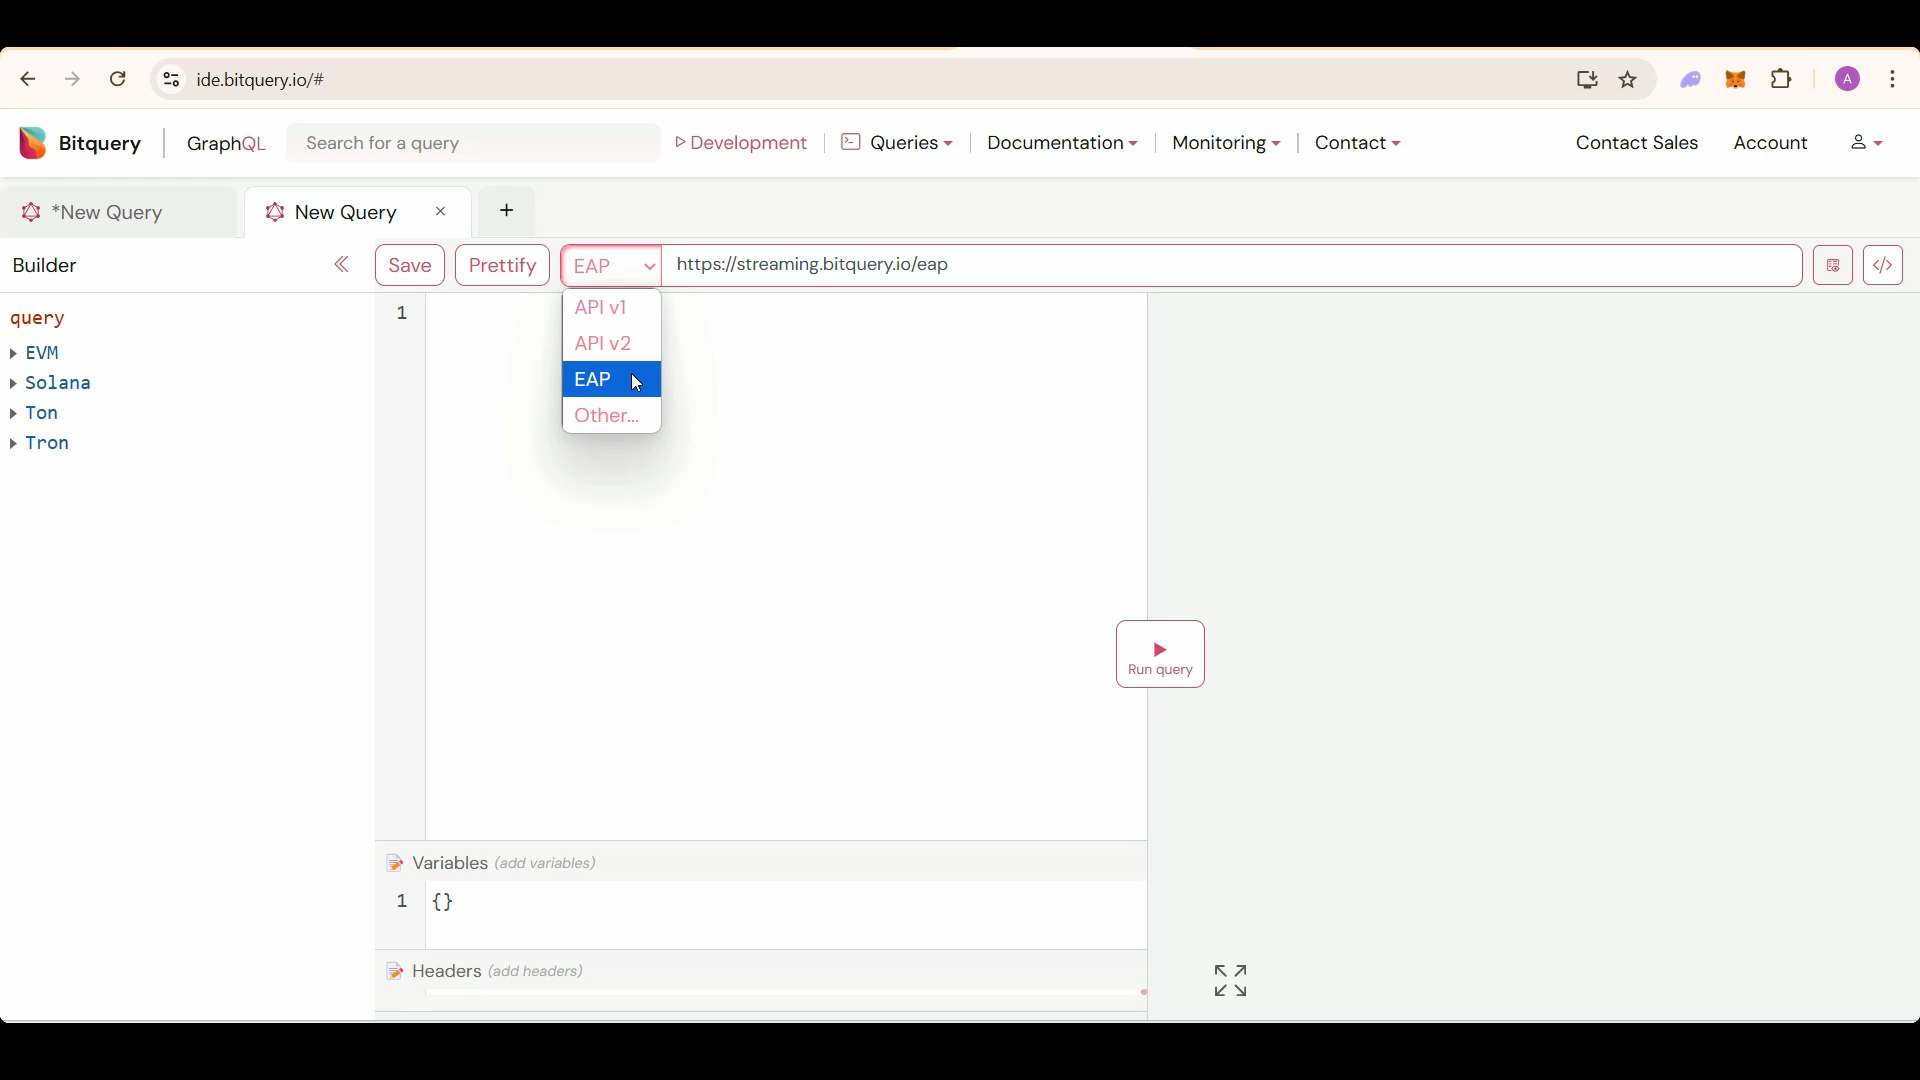 ide.bitquery.io/#
A
Bitquery
GraphQL
Search for a query
Development
Queries
Documentation
Monitoring
Contact
Contact Sales
Account
*New Query
New Query
×
+
Builder
Save
Prettify
EAP
https://streaming.bitquery.io/eap
</>
API v1
API v2
EAP
Other...
query
EVM
Solana
Ton
Tron
1
Run query
Variables (add variables)
1 {}
Headers (add headers)